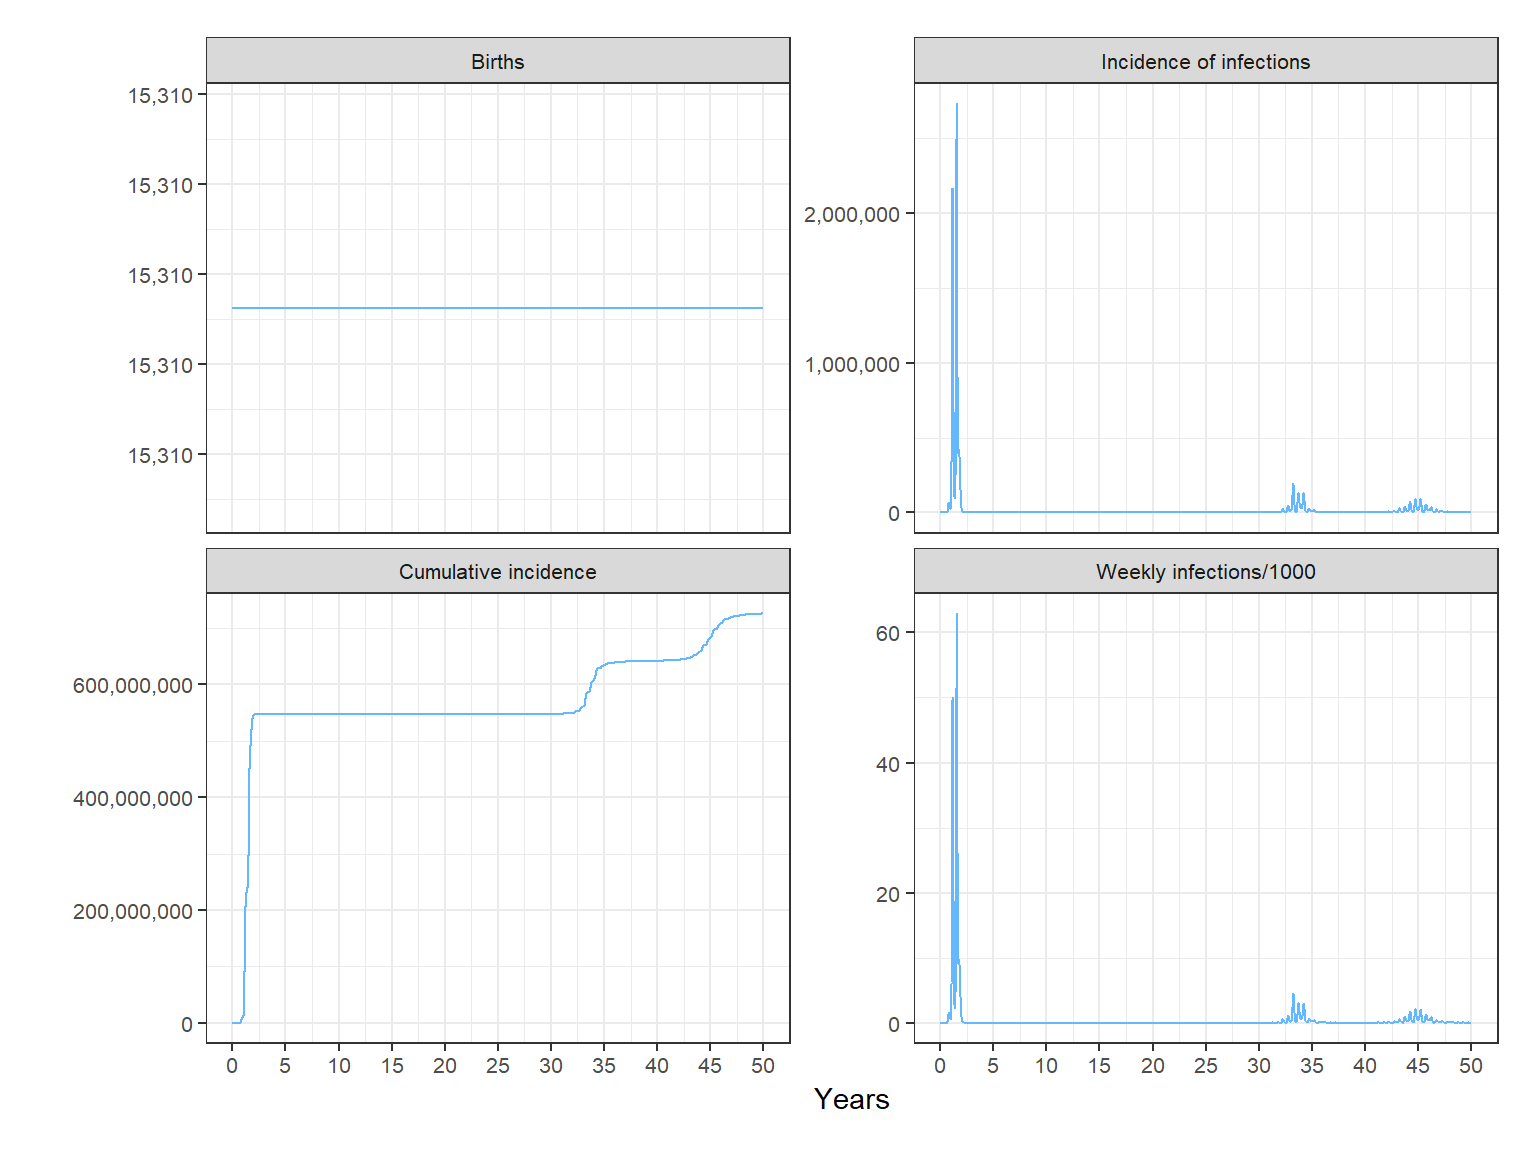 Births
15,310
15,310
15,310
15,310
15,310
Incidence of infections
2,000,000
1,000,000
0
Cumulative incidence
600,000,000
400,000,000
200,000,000
0
0 5 10 15 20 25 30 35 40 45 50
Weekly infections/1000
60
40
20
0
0 5 10 15 20 25 30 35 40 45 50
Years